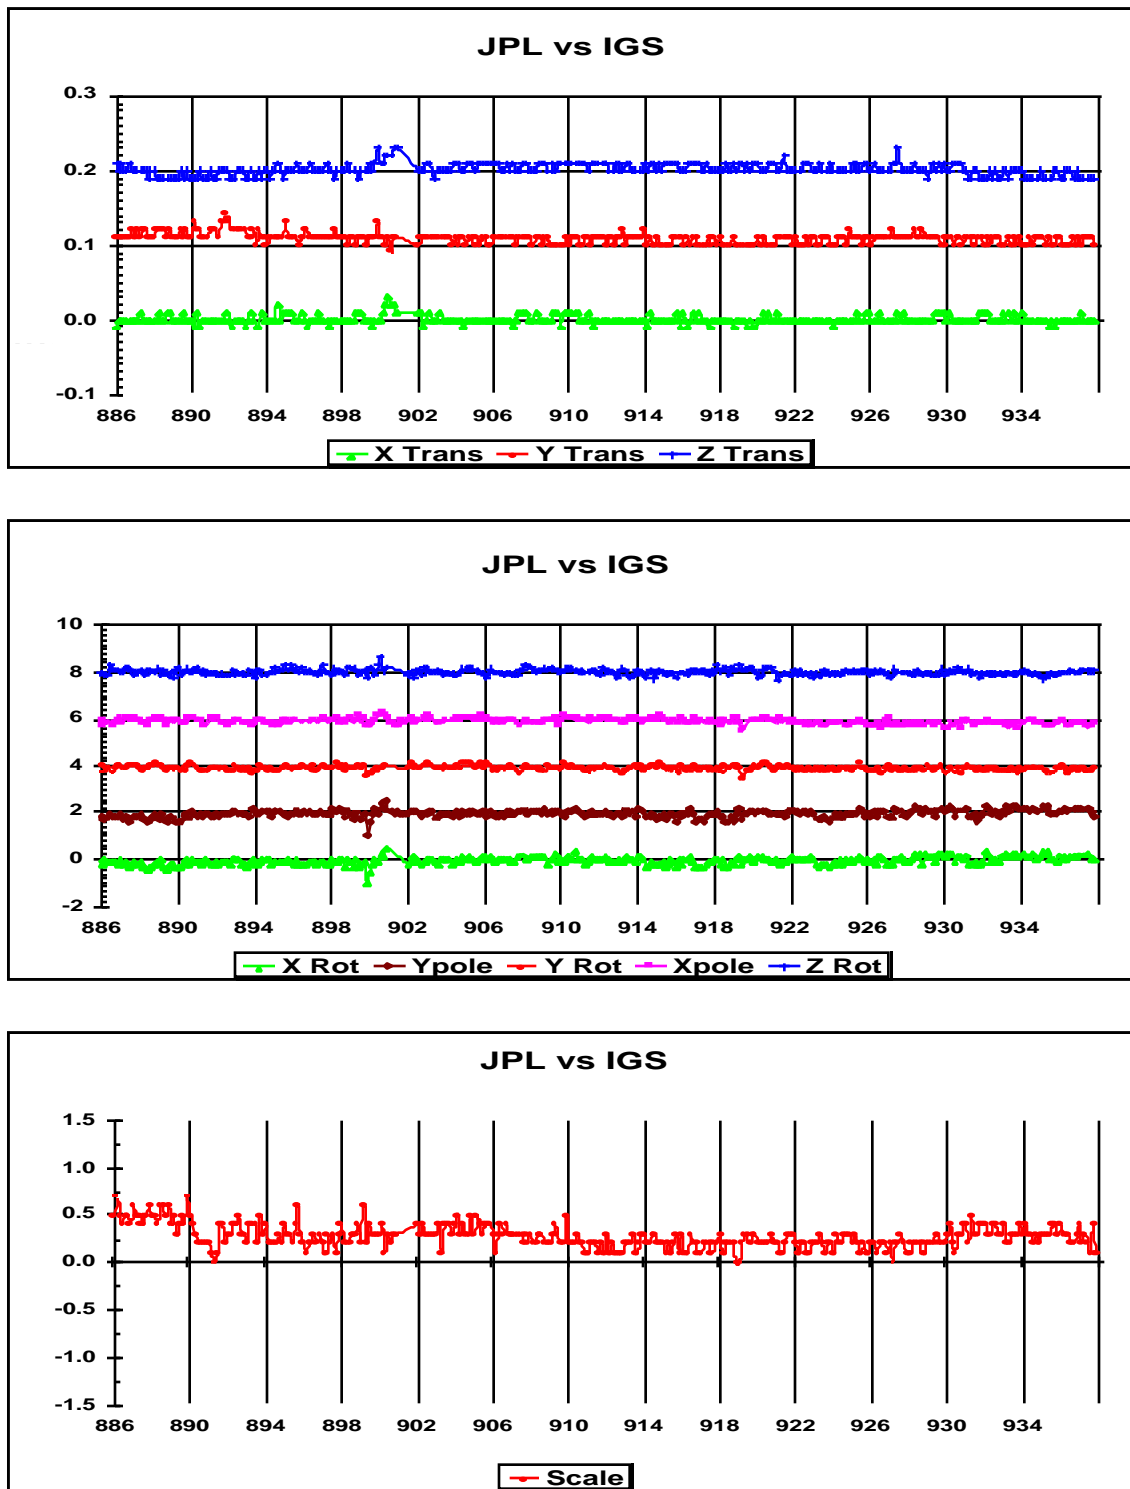 JPL vs IGS
0.3
0.2
0.1
0.0
-0.1
886 890 894 898 902 906 910 914 918 922 926 930 934
X Trans Y Trans Z Trans
JPL vs IGS
10
8
6
4
2
0
-2
886 890 894 898 902 906 910 914 918 922 926 930 934
X Rot Ypole Y Rot Xpole Z Rot
JPL vs IGS
1.5
1.0
0.5
0.0
-0.5
-1.0
-1.5
886 890 894 898 902 906 910 914 918 922 926 930 934
Scale